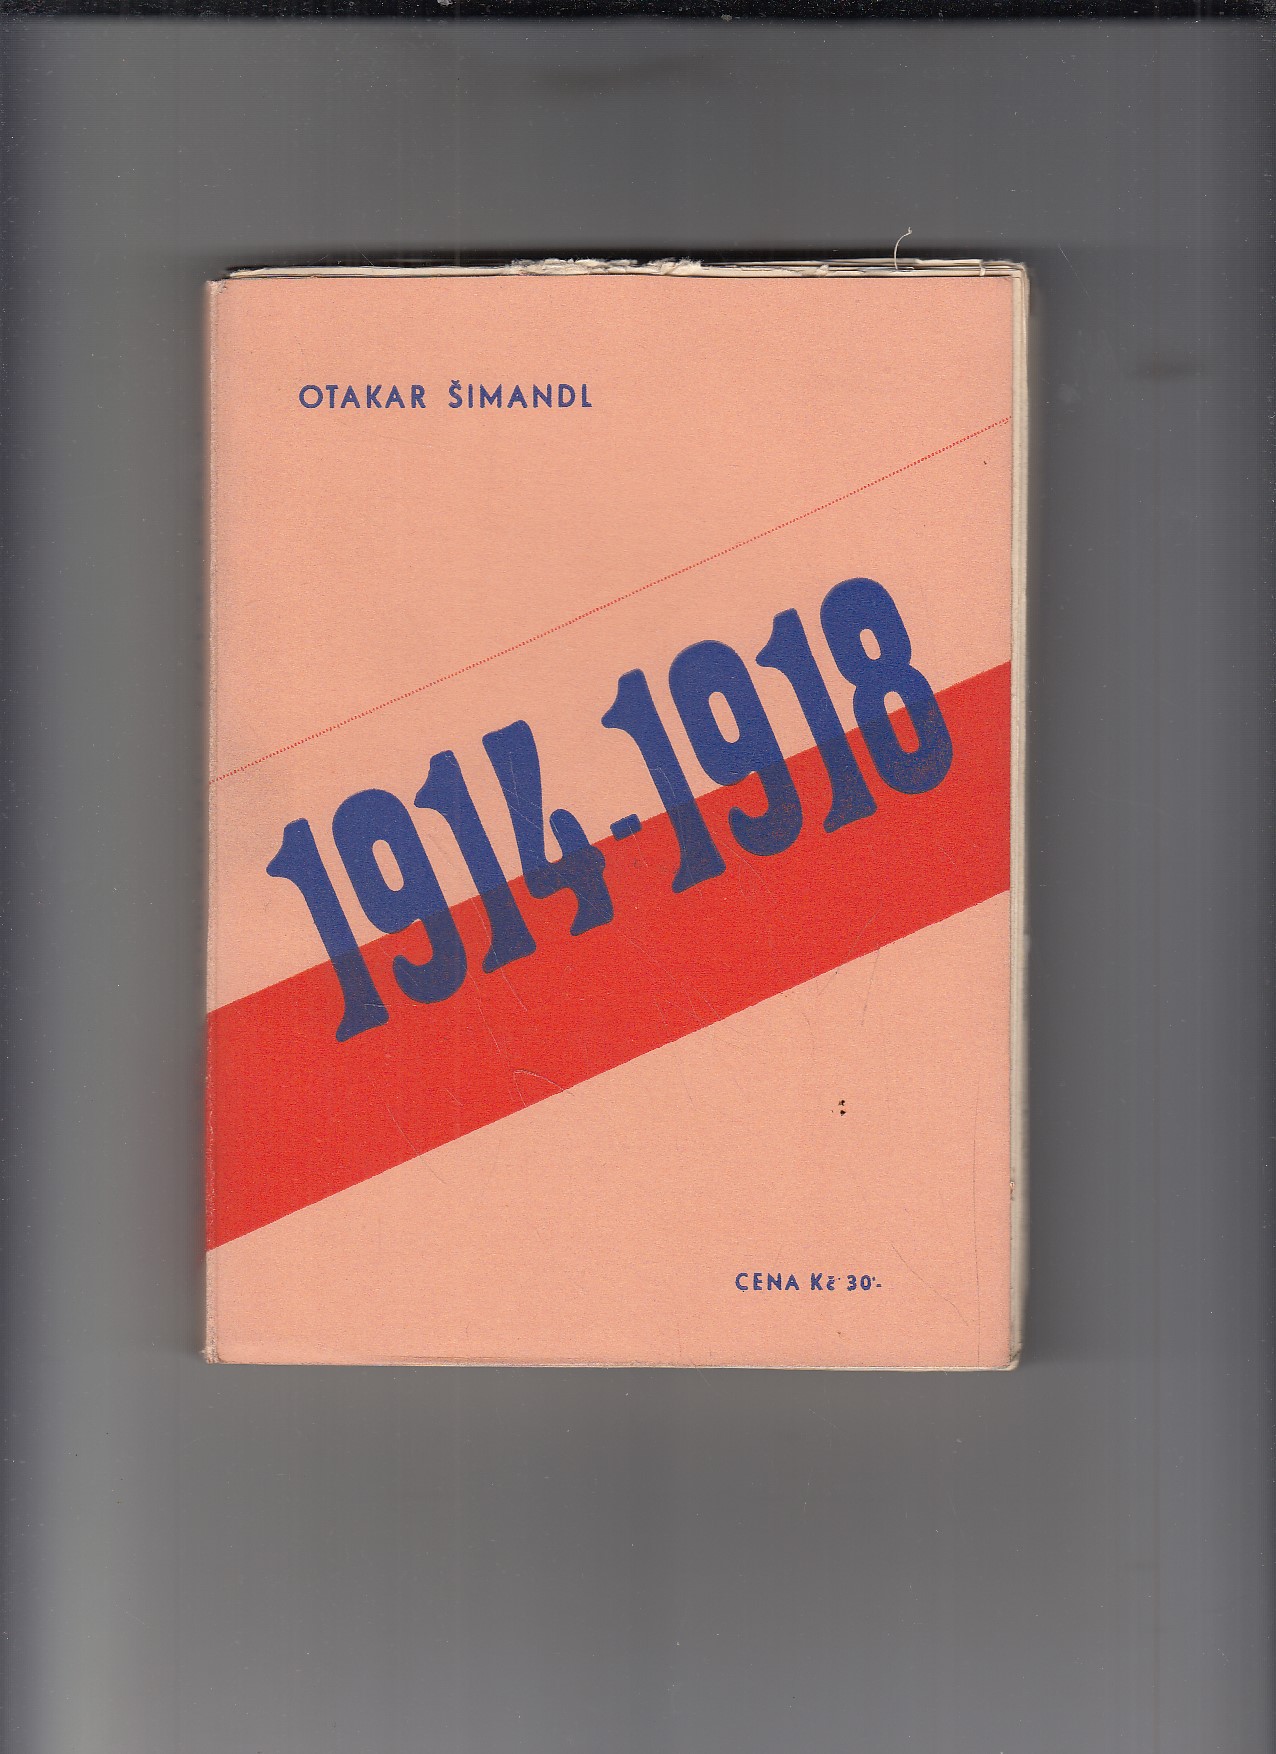 OTAKAR ŠIMANDL
1914-1918
CENA Kč 30'-